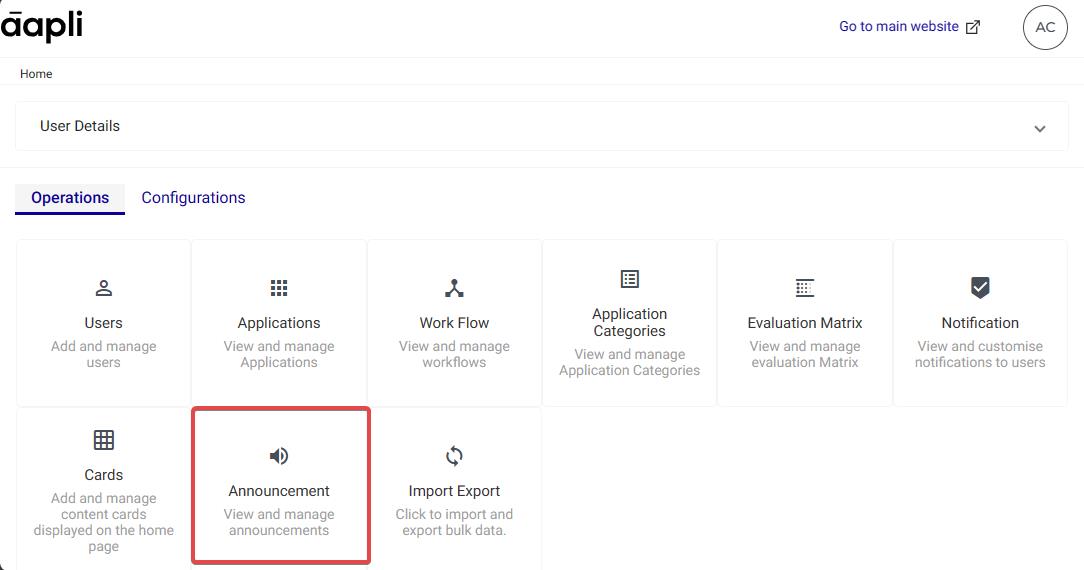 āapli
Go to main website
AC
Home
User Details
Operations
Configurations
Users
Add and manage
users
Applications
View and manage
Applications
Work Flow
View and manage
workflows
Application
Categories
View and manage
Application Categories
Evaluation Matrix
View and manage
evaluation Matrix
Notification
View and customise
notifications to users
Cards
Add and manage
content cards
displayed on the home
page
Announcement
View and manage
announcements
Import Export
Click to import and
export bulk data.